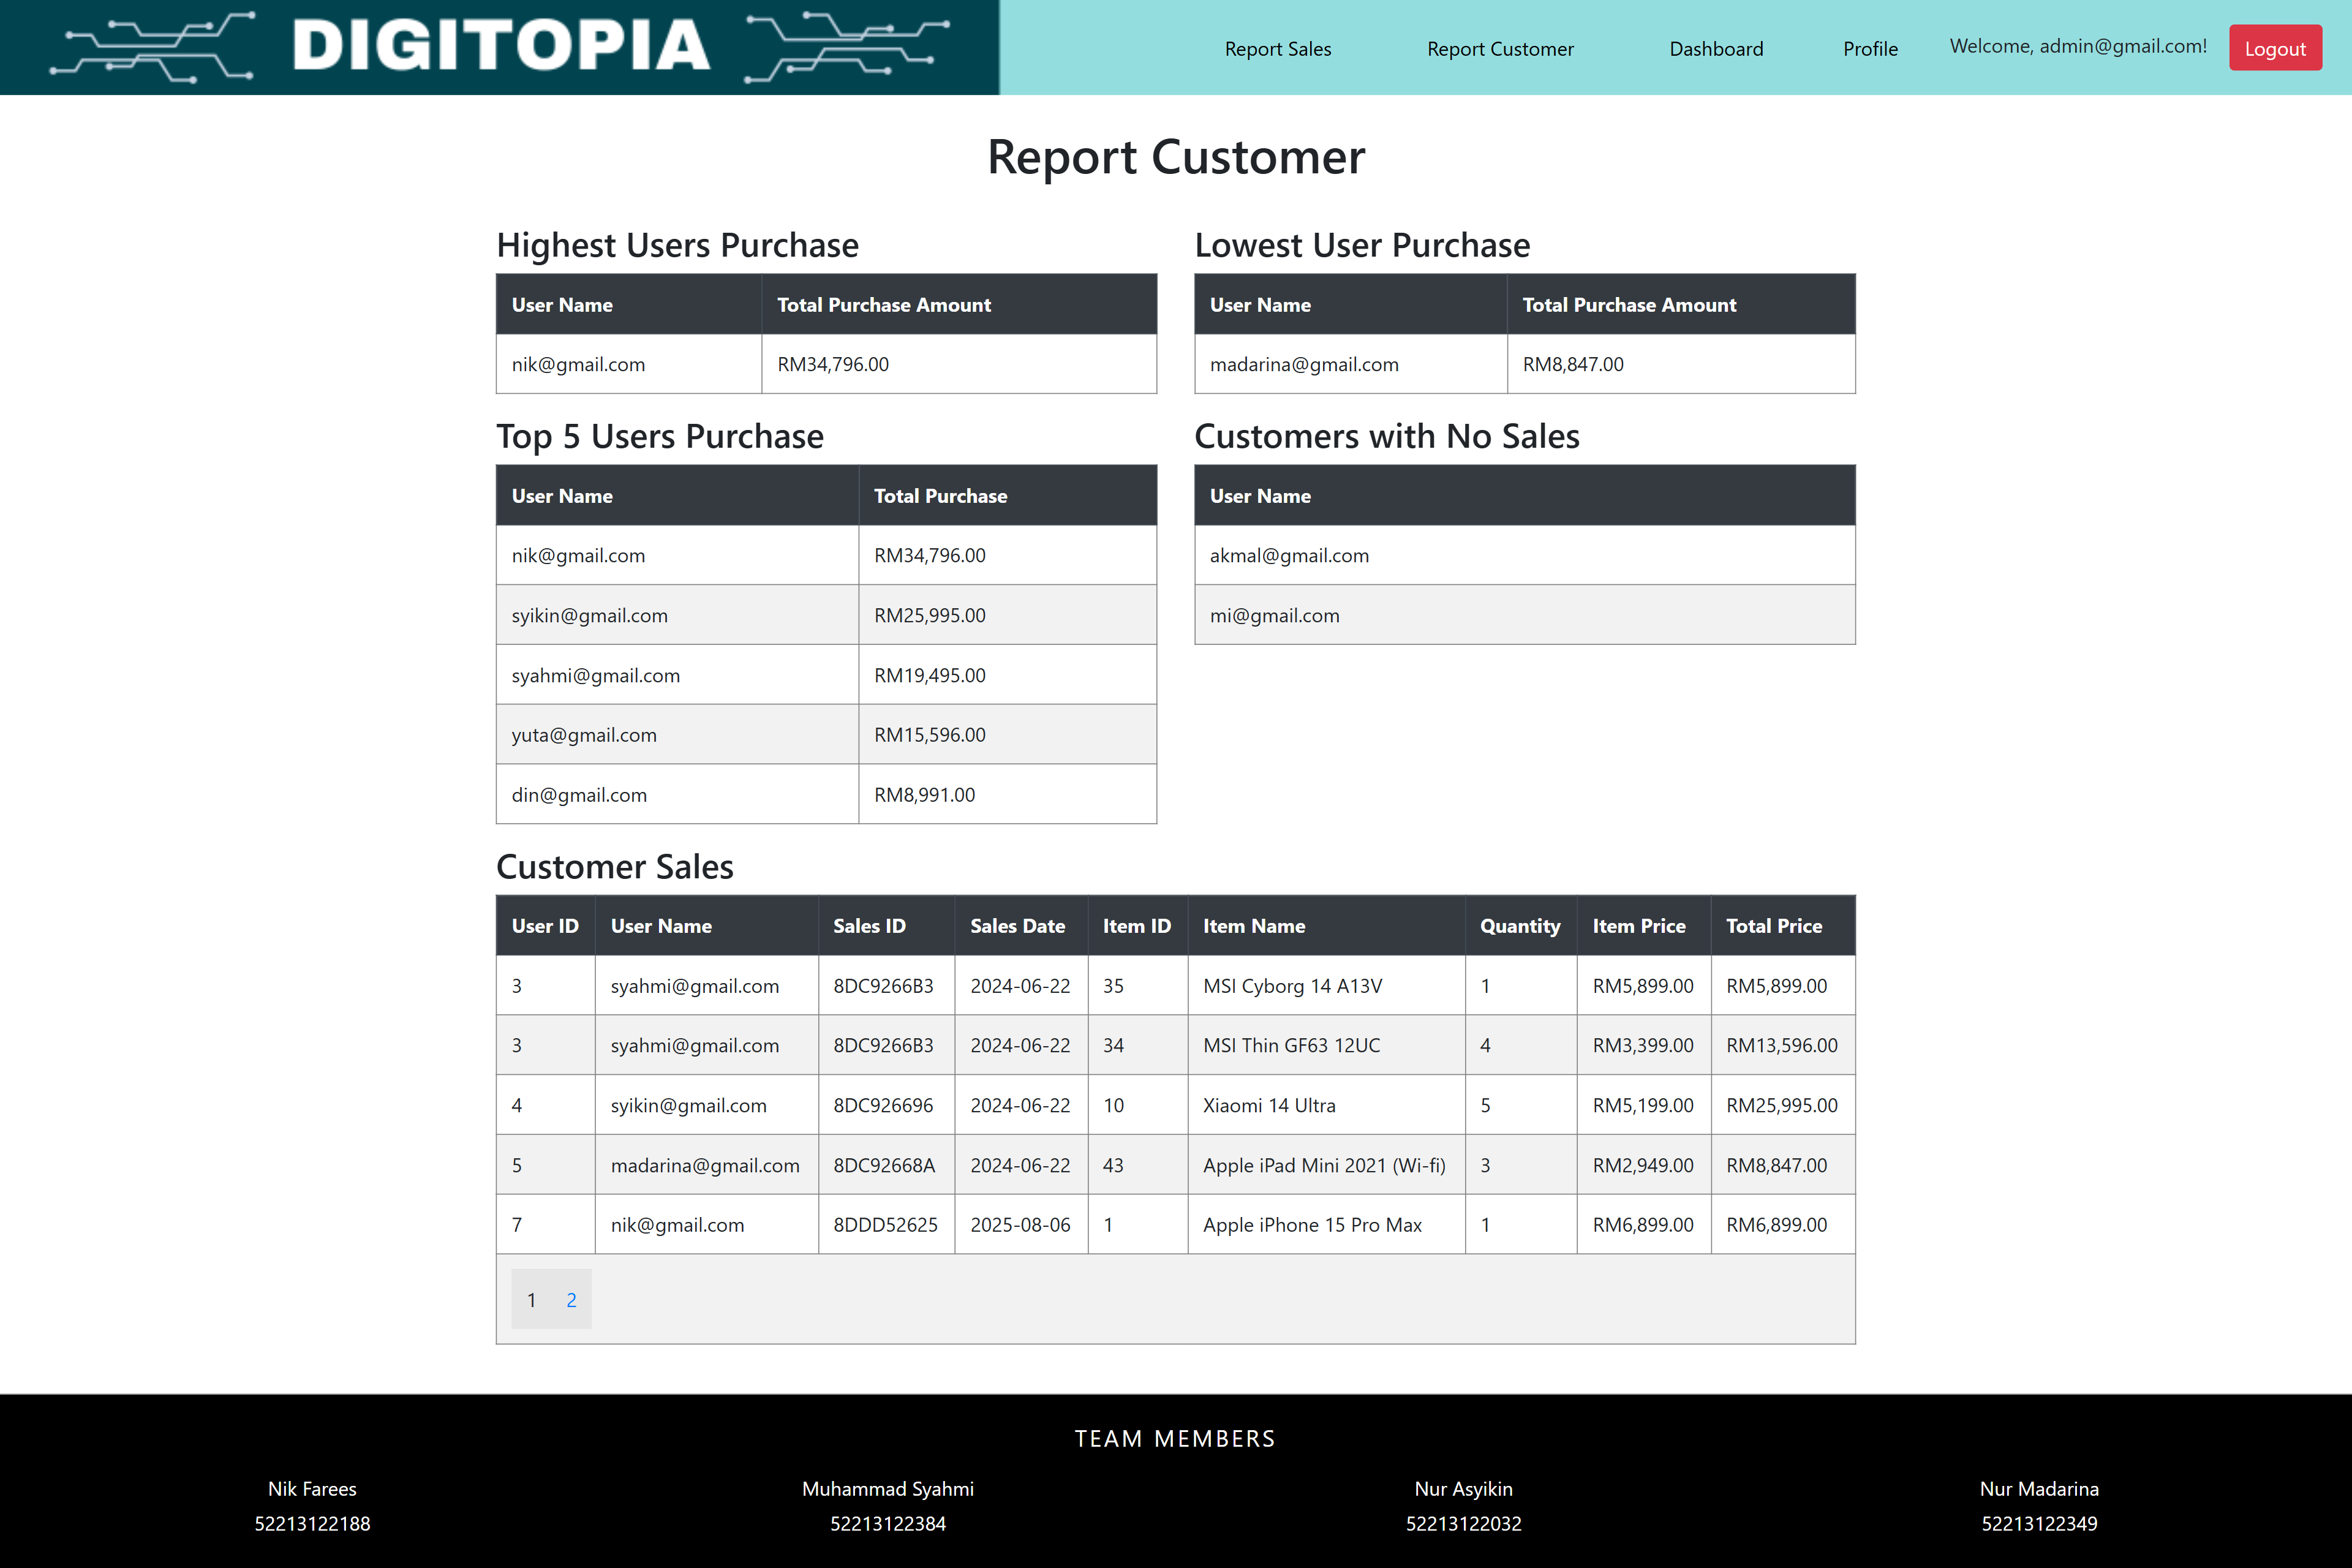 DIGITOPIA
Report Sales Report Customer Dashboard Profile Welcome, admin@gmail.com! Logout
Report Customer
Highest Users Purchase
User Name Total Purchase Amount
nik@gmail.com RM34,796.00
Lowest User Purchase
User Name Total Purchase Amount
madarina@gmail.com RM8,847.00
Top 5 Users Purchase
User Name Total Purchase
nik@gmail.com RM34,796.00
syikin@gmail.com RM25,995.00
syahmi@gmail.com RM19,495.00
yuta@gmail.com RM15,596.00
din@gmail.com RM8,991.00
Customers with No Sales
User Name
akmal@gmail.com
mi@gmail.com
Customer Sales
User ID User Name Sales ID Sales Date Item ID Item Name Quantity Item Price Total Price
3 syahmi@gmail.com 8DC9266B3 2024-06-22 35 MSI Cyborg 14 A13V 1 RM5,899.00 RM5,899.00
3 syahmi@gmail.com 8DC9266B3 2024-06-22 34 MSI Thin GF63 12UC 4 RM3,399.00 RM13,596.00
4 syikin@gmail.com 8DC926696 2024-06-22 10 Xiaomi 14 Ultra 5 RM5,199.00 RM25,995.00
5 madarina@gmail.com 8DC92668A 2024-06-22 43 Apple iPad Mini 2021 (Wi-fi) 3 RM2,949.00 RM8,847.00
7 nik@gmail.com 8DDD52625 2025-08-06 1 Apple iPhone 15 Pro Max 1 RM6,899.00 RM6,899.00
1 2
TEAM MEMBERS
Nik Farees Muhammad Syahmi Nur Asyikin Nur Madarina
52213122188 52213122384 52213122032 52213122349